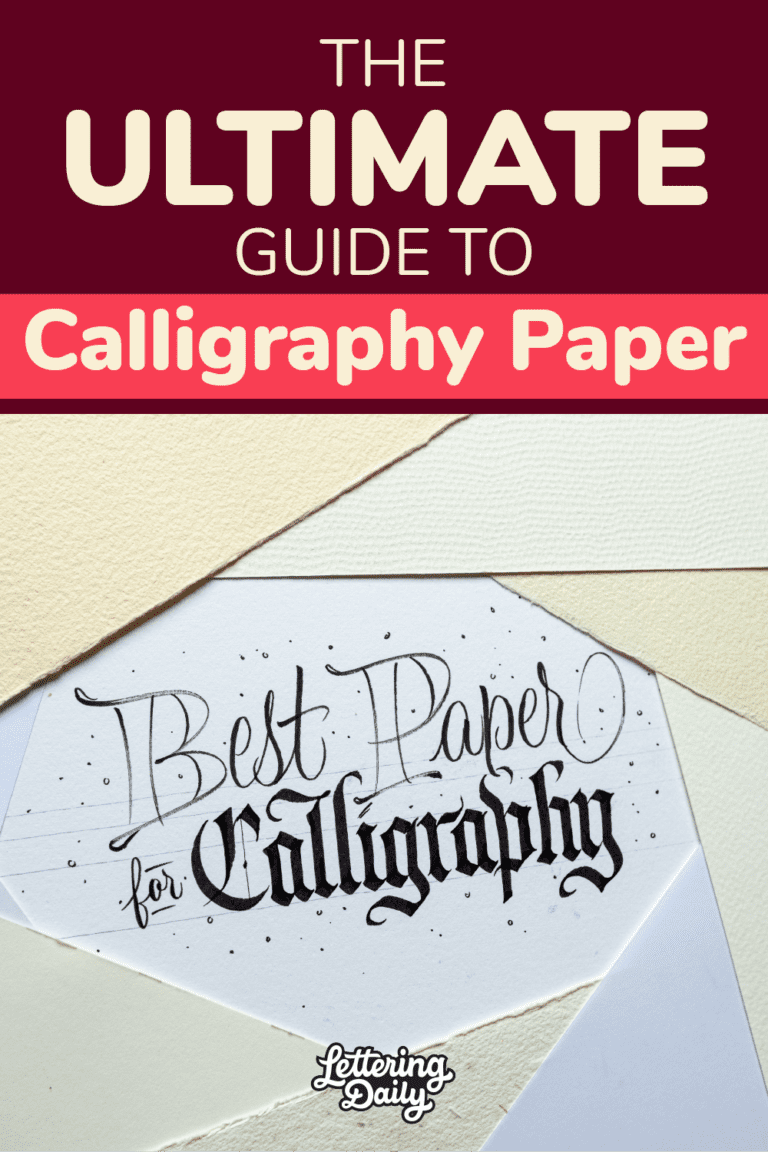 THE
ULTIMATE
GUIDE TO
Calligraphy Paper
Best Paper
for Calligraphy
Lettering
Daily